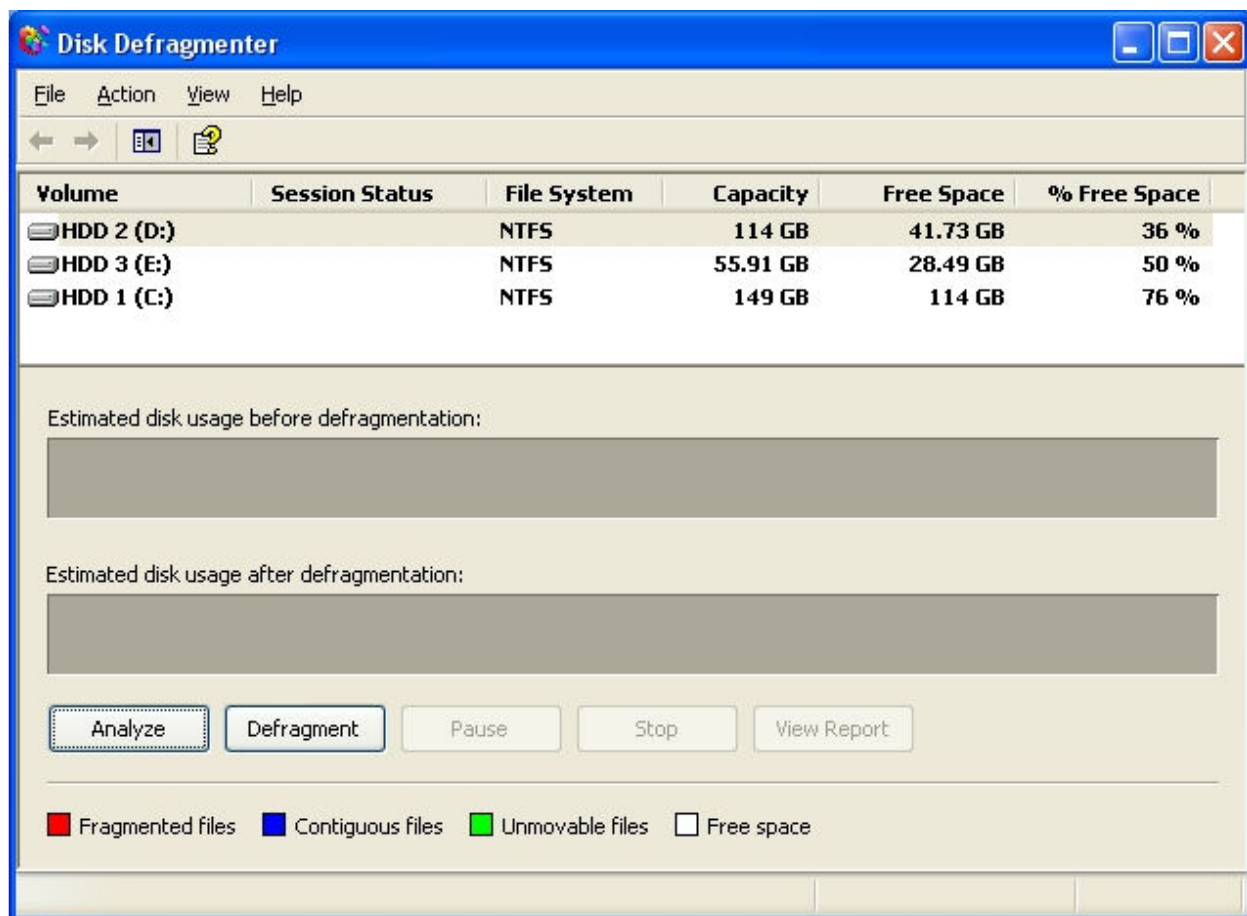 Disk Defragmenter
File Action View Help
Volume Session Status File System Capacity Free Space % Free Space
HDD 2 (D:) NTFS 114 GB 41.73 GB 36 %
HDD 3 (E:) NTFS 55.91 GB 28.49 GB 50 %
HDD 1 (C:) NTFS 149 GB 114 GB 76 %
Estimated disk usage before defragmentation:
Estimated disk usage after defragmentation:
Analyze Defragment Pause Stop View Report
Fragmented files Contiguous files Unmovable files Free space